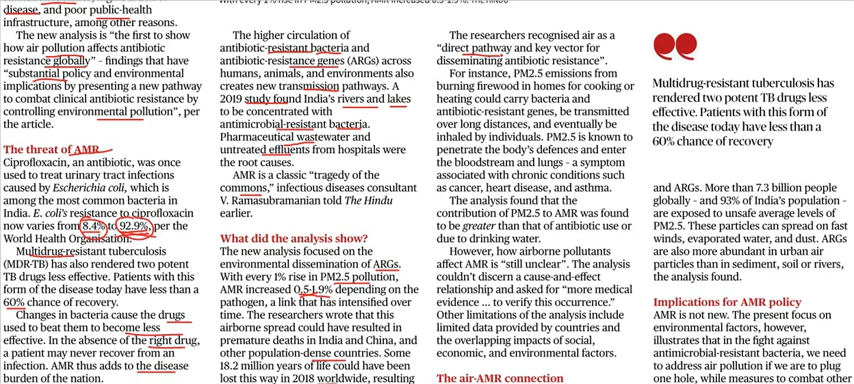 disease, and poor public-health
infrastructure, among other reasons.
The new analysis is "the first to show
how air pollution affects antibiotic
resistance globally" – findings that have
"substantial policy and environmental
implications by presenting a new pathway
to combat clinical antibiotic resistance by
controlling environmental pollution", per
the article.
The threat of AMR
Ciprofloxacin, an antibiotic, was once
used to treat urinary tract infections
caused by Escherichia coli, which is
among the most common bacteria in
India. E. coli's resistance to ciprofloxacin
now varies from 8.4% to 92.9%, per the
World Health Organisation.
Multidrug-resistant tuberculosis
(MDR-TB) has also rendered two potent
TB drugs less effective. Patients with this
form of the disease today have less than a
60% chance of recovery.
Changes in bacteria cause the drugs
used to beat them to become less
effective. In the absence of the right drug,
a patient may never recover from an
infection. AMR thus adds to the disease
burden of the nation.
With every 1% rise in PM2.5 pollution, AMR increased 0.5-1.9%. THE HINDU
The higher circulation of
antibiotic-resistant bacteria and
antibiotic-resistance genes (ARGs) across
humans, animals, and environments also
creates new transmission pathways. A
2019 study found India's rivers and lakes
to be concentrated with
antimicrobial-resistant bacteria.
Pharmaceutical wastewater and
untreated effluents from hospitals were
the root causes.
AMR is a classic "tragedy of the
commons," infectious diseases consultant
V. Ramasubramanian told The Hindu
earlier.
What did the analysis show?
The new analysis focused on the
environmental dissemination of ARGs.
With every 1% rise in PM2.5 pollution,
AMR increased 0.5-1.9% depending on the
pathogen, a link that has intensified over
time. The researchers wrote that this
airborne spread could have resulted in
premature deaths in India and China, and
other population-dense countries. Some
18.2 million years of life could have been
lost this way in 2018 worldwide, resulting
The researchers recognised air as a
"direct pathway and key vector for
disseminating antibiotic resistance".
For instance, PM2.5 emissions from
burning firewood in homes for cooking or
heating could carry bacteria and
antibiotic-resistant genes, be transmitted
over long distances, and eventually be
inhaled by individuals. PM2.5 is known to
penetrate the body's defences and enter
the bloodstream and lungs – a symptom
associated with chronic conditions such
as cancer, heart disease, and asthma.
The analysis found that the
contribution of PM2.5 to AMR was found
to be greater than that of antibiotic use or
due to drinking water.
However, how airborne pollutants
affect AMR is "still unclear". The analysis
couldn't discern a cause-and-effect
relationship and asked for "more medical
evidence ... to verify this occurrence."
Other limitations of the analysis include
limited data provided by countries and
the overlapping impacts of social,
economic, and environmental factors.
The air-AMR connection
Multidrug-resistant tuberculosis has
rendered two potent TB drugs less
effective. Patients with this form of
the disease today have less than a
60% chance of recovery
and ARGs. More than 7.3 billion people
globally – and 93% of India's population –
are exposed to unsafe average levels of
PM2.5. These particles can spread on fast
winds, evaporated water, and dust. ARGs
are also more abundant in urban air
particles than in sediment, soil or rivers,
the analysis found.
Implications for AMR policy
AMR is not new. The present focus on
environmental factors, however,
illustrates that in the fight against
antimicrobial-resistant bacteria, we need
to address air pollution if we are to plug
one hole, while measures to combat other